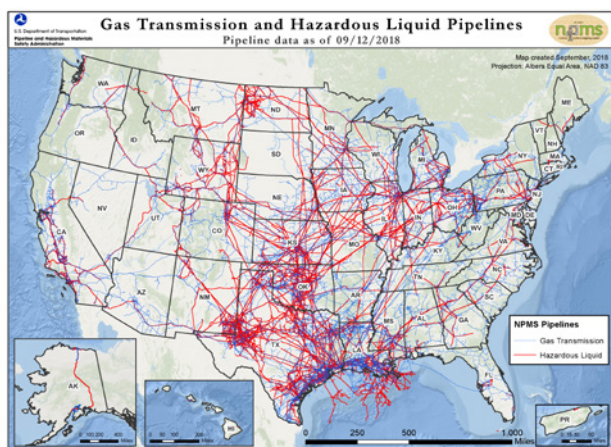 Gas Transmission and Hazardous Liquid Pipelines
Pipeline data as of 09/12/2018
U.S. Department of Transportation
Pipeline and Hazardous Materials
Safety Administration
npms
Map created September, 2018
Projection: Albers Equal Area, NAD 83
WA
MT
ND
MN
ME
OR
ID
WY
SD
WI
MI
VT
NH
NY
MA
CT
NV
UT
CO
NE
IA
IL
IN
OH
PA
NJ
MD DE
CA
KS
MO
KY
WV
VA
AZ
NM
OK
AR
TN
NC
SC
TX
LA
MS
AL
GA
FL
NPMS Pipelines
Gas Transmission
Hazardous Liquid
AK
HI
PR
0
500
1,000
Miles